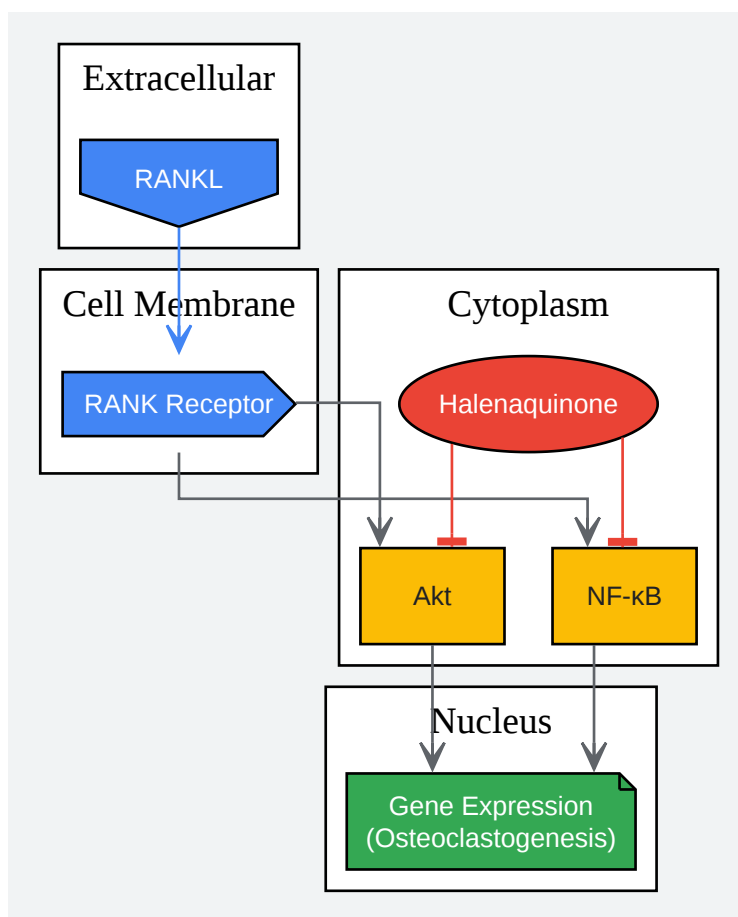 Extracellular
RANKL
Cell Membrane
RANK Receptor
Cytoplasm
Halenaquinone
Akt
NF-κB
Nucleus
Gene Expression
(Osteoclastogenesis)